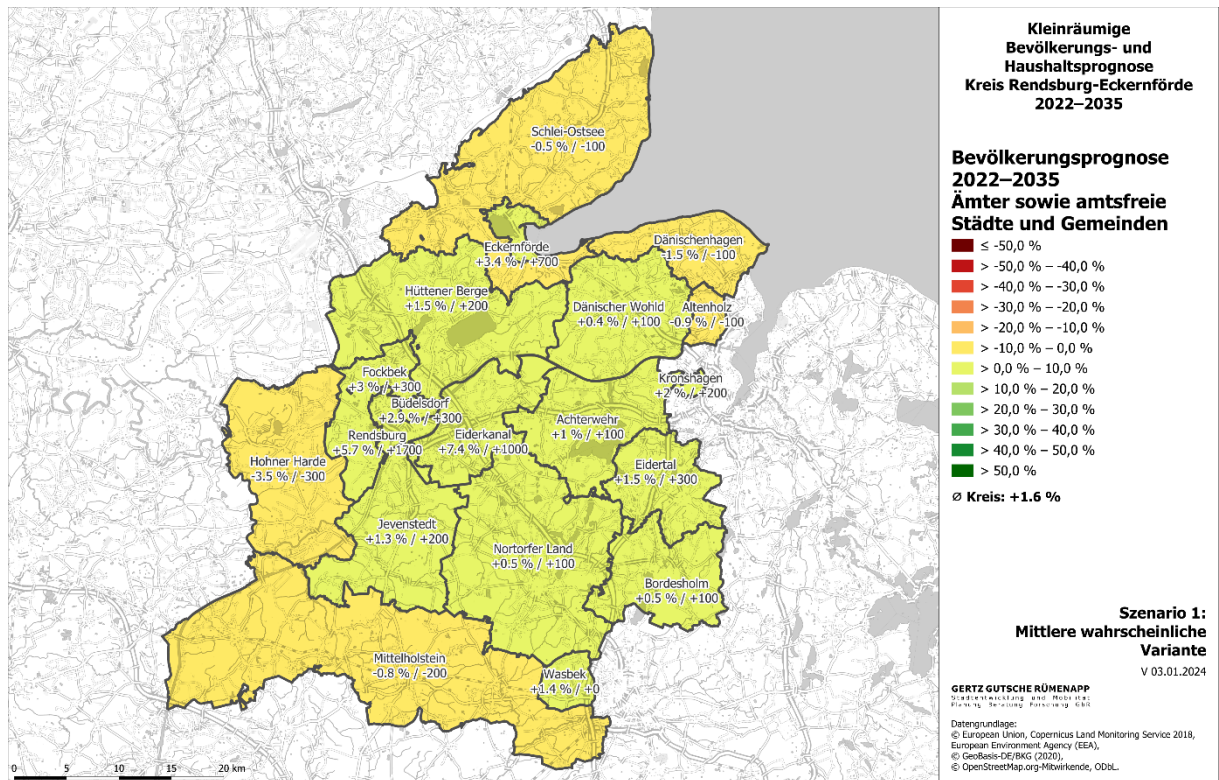 Kleinräumige
Bevölkerungs- und
Haushaltsprognose
Kreis Rendsburg-Eckernförde
2022–2035
Bevölkerungsprognose
2022–2035
Ämter sowie amtsfreie
Städte und Gemeinden
≤ -50,0 %
> -50,0 % – -40,0 %
> -40,0 % – -30,0 %
> -30,0 % – -20,0 %
> -20,0 % – -10,0 %
> -10,0 % – 0,0 %
> 0,0 % – 10,0 %
> 10,0 % – 20,0 %
> 20,0 % – 30,0 %
> 30,0 % – 40,0 %
> 40,0 % – 50,0 %
> 50,0 %
Ø Kreis: +1.6 %
Szenario 1:
Mittlere wahrscheinliche
Variante
V 03.01.2024
GERTZ GUTSCHE RÜMENAPP
Stadtentwicklung und Mobilität
Planung Beratung Forschung GbR
Datengrundlage:
© European Union, Copernicus Land Monitoring Service 2018,
European Environment Agency (EEA),
© GeoBasis-DE/BKG (2020),
© OpenStreetMap.org-Mitwirkende, ODbL.
Schlei-Ostsee
-0.5 % / -100
Eckernförde
+3.4 % / +700
Dänischenhagen
-1.5 % / -100
Hüttener Berge
+1.5 % / +200
Dänischer Wohld
+0.4 % / +100
Altenholz
-0.9 % / -100
Fockbek
+3 % / +300
Kronshagen
+2 % / +200
Büdelsdorf
+2.9 % / +300
Rendsburg
+5.7 % / +1700
Eiderkanal
+7.4 % / +1000
Achterwehr
+1 % / +100
Hohner Harde
-3.5 % / -300
Eidertal
+1.5 % / +300
Jevenstedt
+1.3 % / +200
Nortorfer Land
+0.5 % / +100
Bordesholm
+0.5 % / +100
Mittelholstein
-0.8 % / -200
Wasbek
+1.4 % / +0
0 5 10 15 20 km